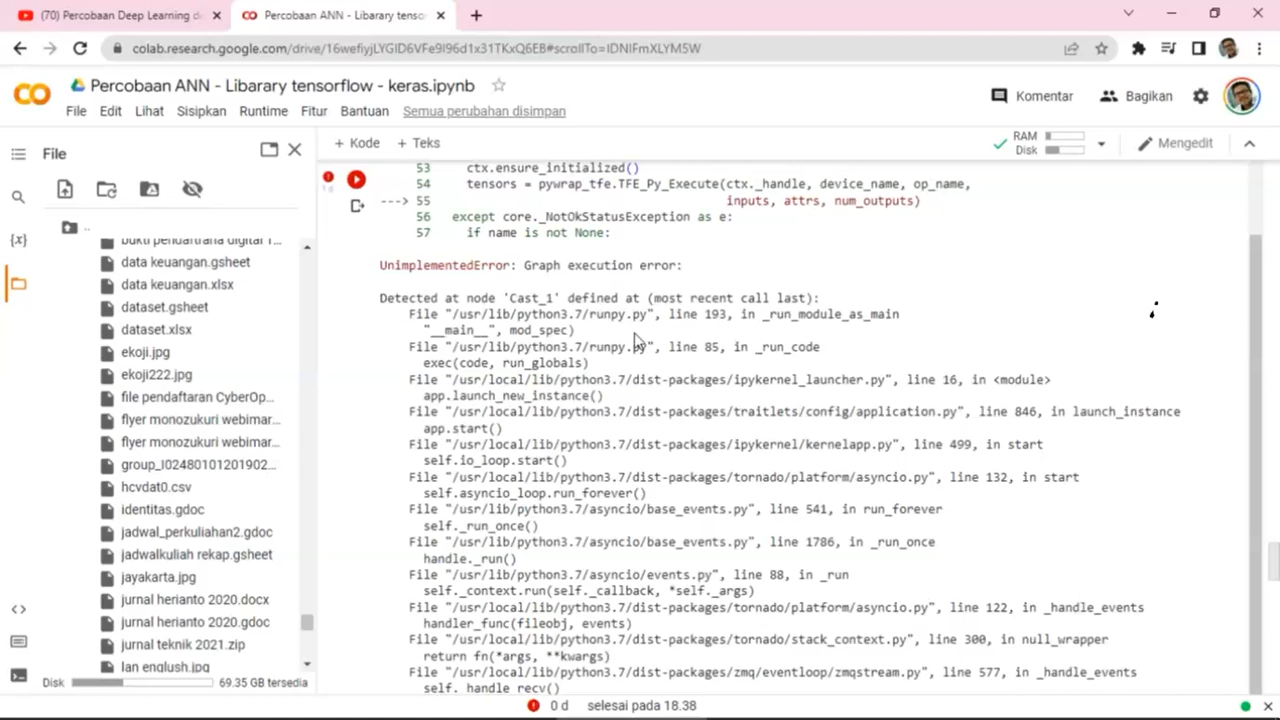 (70) Percobaan Deep Learning de
Percobaan ANN - Libarary tensor
colab.research.google.com/drive/16wefiyjLYGID6VFe9I96d1x31TKxQ6EB#scrollTo=IDNIFmXLYM5W
Percobaan ANN - Libarary tensorflow - keras.ipynb
File Edit Lihat Sisipkan Runtime Fitur Bantuan Semua perubahan disimpan
Komentar
Bagikan
File
+ Kode + Teks
RAM
Disk
Mengedit
..
bukti pendaftrana digital T...
data keuangan.gsheet
data keuangan.xlsx
dataset.gsheet
dataset.xlsx
ekoji.jpg
ekoji222.jpg
file pendaftaran CyberOp...
flyer monozukuri webimar...
flyer monozukuri webimar...
group_I02480101201902...
hcvdat0.csv
identitas.gdoc
jadwal_perkuliahan2.gdoc
jadwalkuliah rekap.gsheet
jayakarta.jpg
jurnal herianto 2020.docx
jurnal herianto 2020.gdoc
jurnal teknik 2021.zip
lan englush.jpg
Disk 69.35 GB tersedia
53 ctx.ensure_initialized()
54 tensors = pywrap_tfe.TFE_Py_Execute(ctx._handle, device_name, op_name,
---> 55 inputs, attrs, num_outputs)
56 except core._NotOkStatusException as e:
57 if name is not None:
UnimplementedError: Graph execution error:
Detected at node 'Cast_1' defined at (most recent call last):
File "/usr/lib/python3.7/runpy.py", line 193, in _run_module_as_main
"__main__", mod_spec)
File "/usr/lib/python3.7/runpy.py", line 85, in _run_code
exec(code, run_globals)
File "/usr/local/lib/python3.7/dist-packages/ipykernel_launcher.py", line 16, in <module>
app.launch_new_instance()
File "/usr/local/lib/python3.7/dist-packages/traitlets/config/application.py", line 846, in launch_instance
app.start()
File "/usr/local/lib/python3.7/dist-packages/ipykernel/kernelapp.py", line 499, in start
self.io_loop.start()
File "/usr/local/lib/python3.7/dist-packages/tornado/platform/asyncio.py", line 132, in start
self.asyncio_loop.run_forever()
File "/usr/lib/python3.7/asyncio/base_events.py", line 541, in run_forever
self._run_once()
File "/usr/lib/python3.7/asyncio/base_events.py", line 1786, in _run_once
handle._run()
File "/usr/lib/python3.7/asyncio/events.py", line 88, in _run
self._context.run(self._callback, *self._args)
File "/usr/local/lib/python3.7/dist-packages/tornado/platform/asyncio.py", line 122, in _handle_events
handler_func(fileobj, events)
File "/usr/local/lib/python3.7/dist-packages/tornado/stack_context.py", line 300, in null_wrapper
return fn(*args, **kwargs)
File "/usr/local/lib/python3.7/dist-packages/zmq/eventloop/zmqstream.py", line 577, in _handle_events
self._handle_recv()
0 d selesai pada 18.38